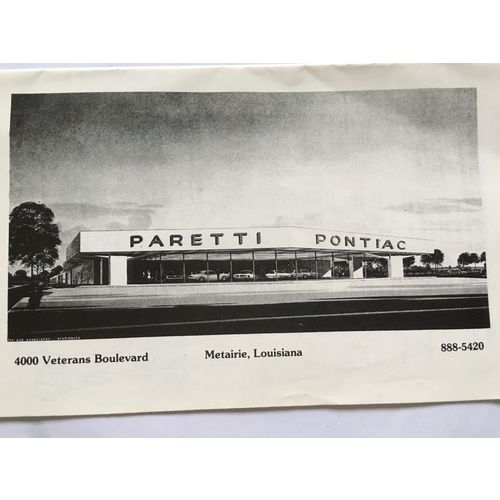 PARETTI PONTIAC
4000 Veterans Boulevard Metairie, Louisiana 888-5420